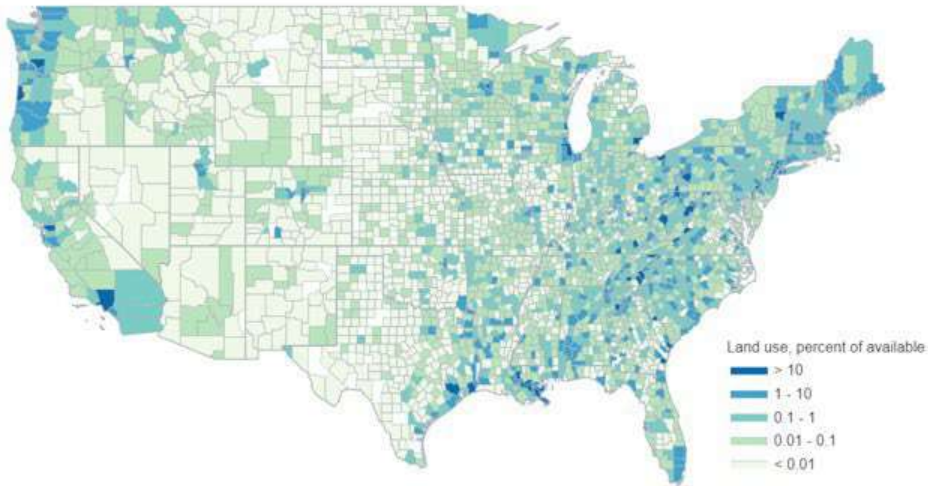 Land use, percent of available
> 10
1 - 10
0.1 - 1
0.01 - 0.1
< 0.01